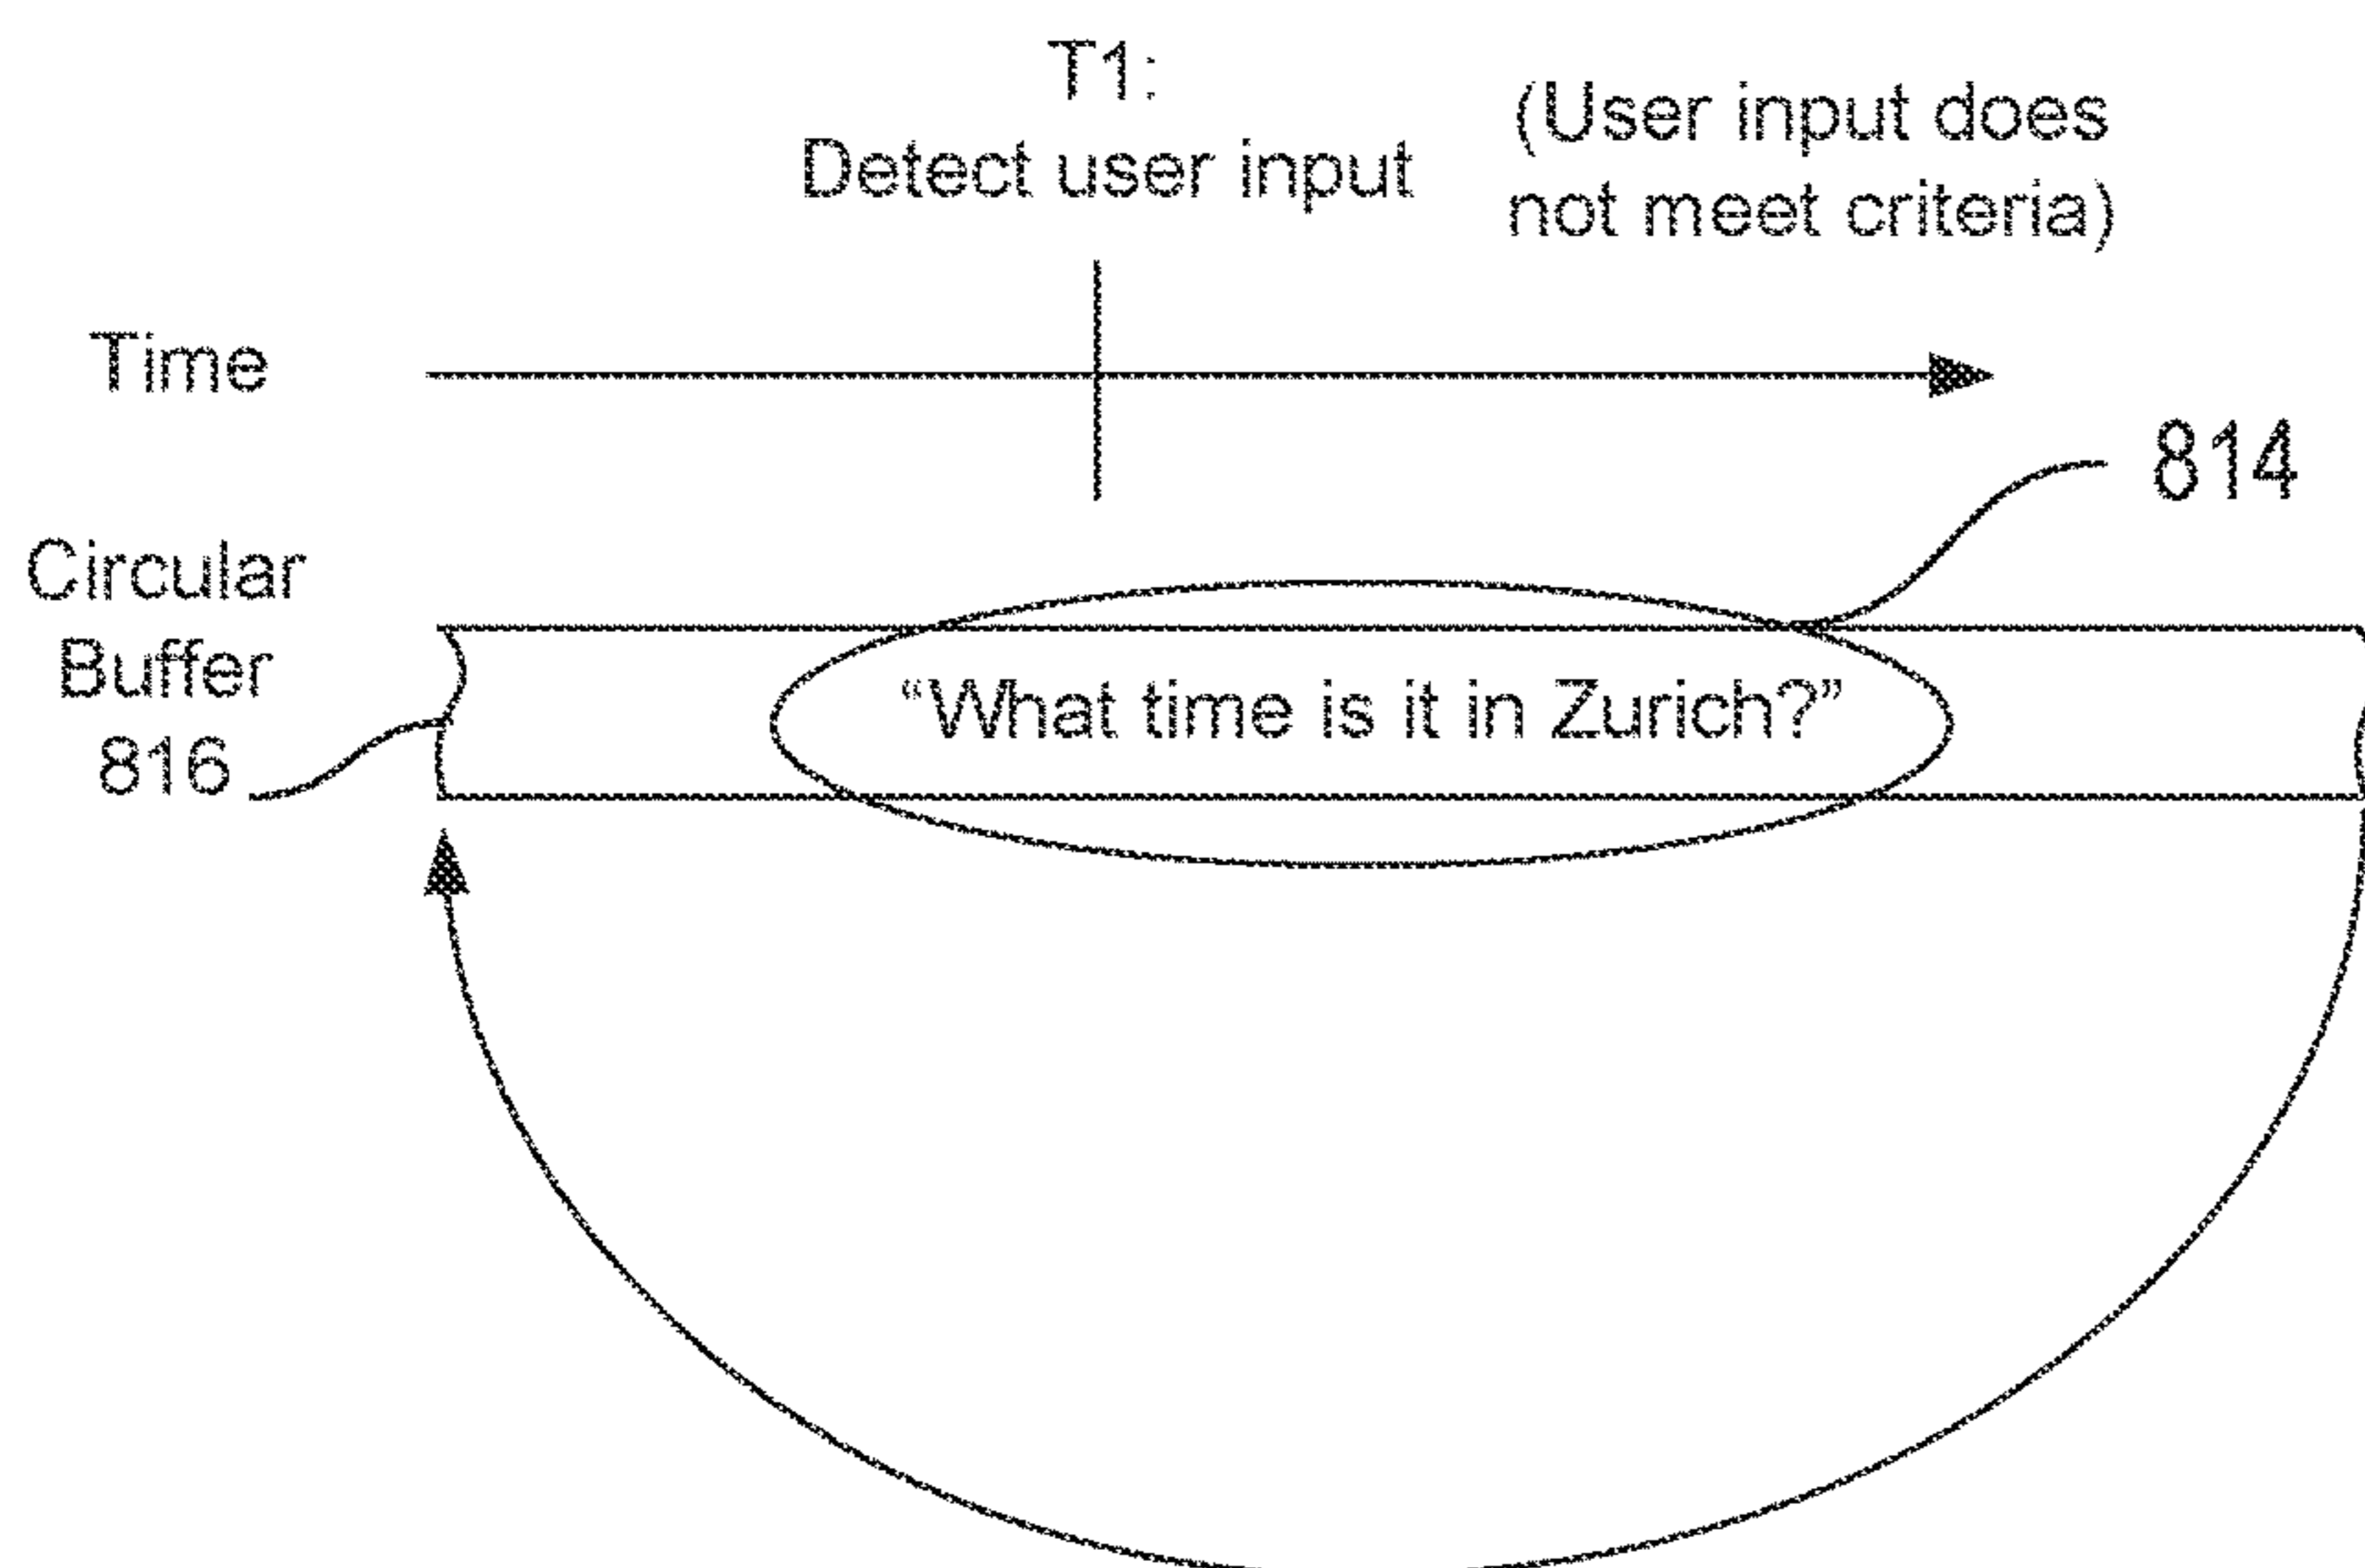 T1:
Detect user input
(User input does
not meet criteria)
Time
814
Circular
Buffer
816
“What time is it in Zurich?”